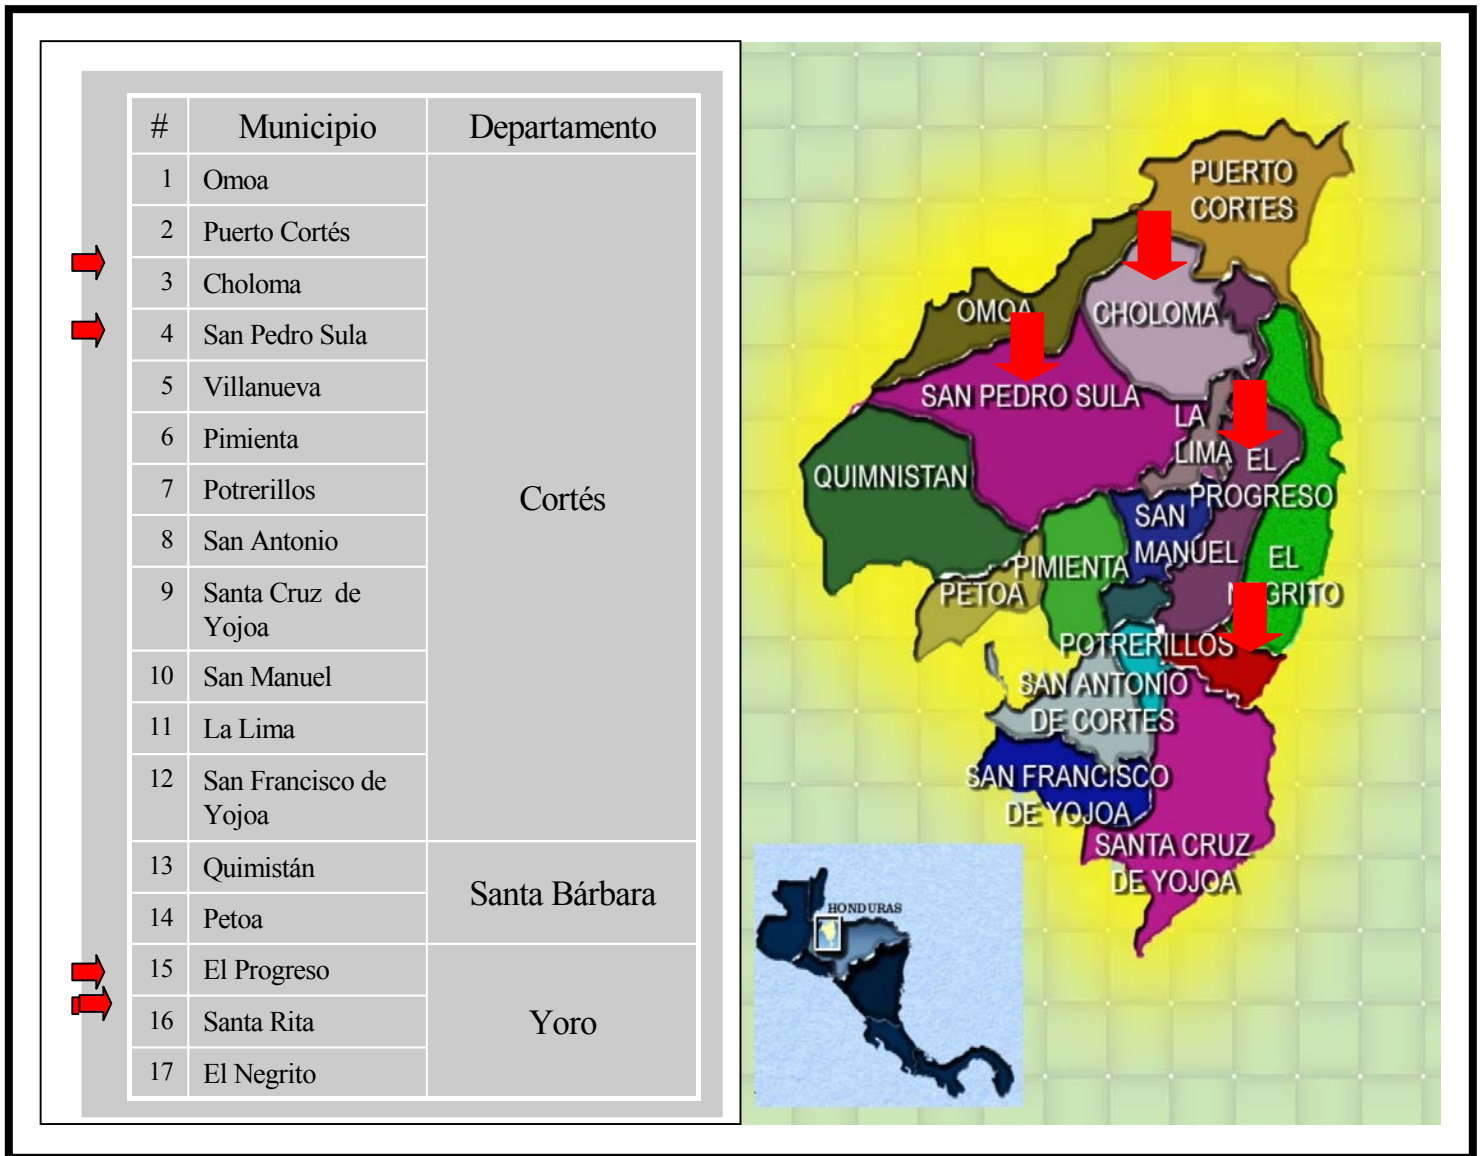 # Municipio Departamento
1 Omoa
2 Puerto Cortés
3 Choloma
4 San Pedro Sula
5 Villanueva
6 Pimienta
7 Potrerillos
8 San Antonio
9 Santa Cruz de
Yojoa
10 San Manuel
11 La Lima
12 San Francisco de
Yojoa
Cortés
13 Quimistán
14 Petoa
Santa Bárbara
15 El Progreso
16 Santa Rita
17 El Negrito
Yoro
PUERTO
CORTES
OMOA
CHOLOMA
SAN PEDRO SULA
LA
LIMA
QUIMNISTAN
EL
PROGRESO
SAN
MANUEL
PIMIENTA
PETOA
EL
NEGRITO
POTRERILLOS
SAN ANTONIO
DE CORTES
SAN FRANCISCO
DE YOJOA
SANTA CRUZ
DE YOJOA
HONDURAS